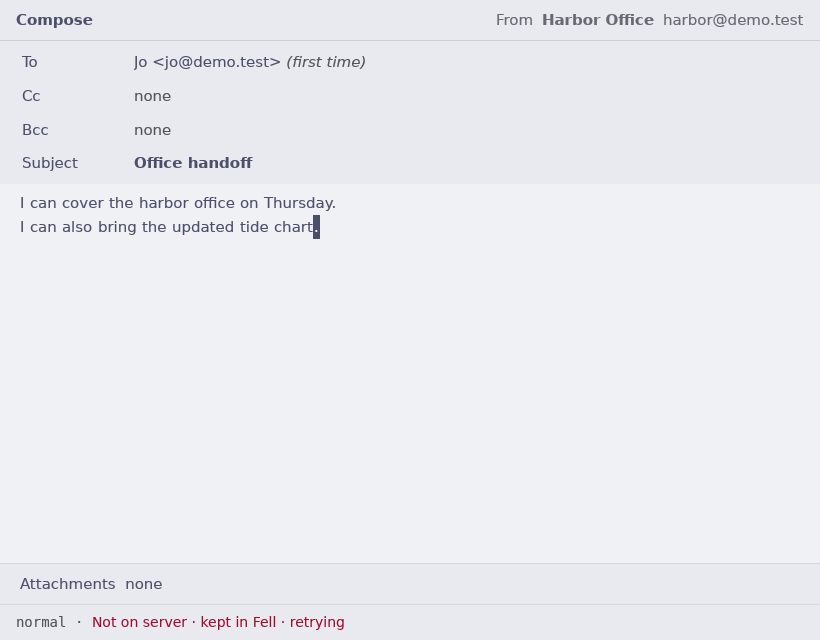 Compose From Harbor Office harbor@demo.test
To Jo <jo@demo.test> (first time)
Cc none
Bcc none
Subject Office handoff
I can cover the harbor office on Thursday.
I can also bring the updated tide chart.
Attachments none
normal · Not on server · kept in Fell · retrying